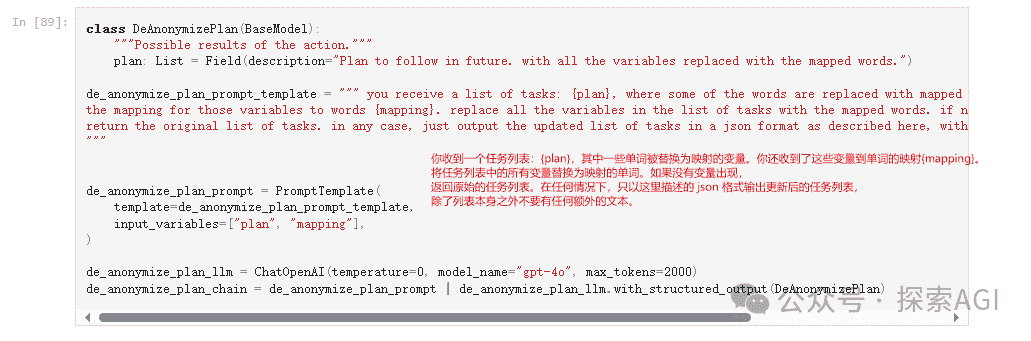 In [89]:
class DeAnonymizePlan(BaseModel):
"""Possible results of the action."""
plan: List = Field(description="Plan to follow in future. with all the variables replaced with the mapped words.")
de_anonymize_plan_prompt_template = """ you receive a list of tasks: {plan}, where some of the words are replaced with mapped
the mapping for those variables to words {mapping}. replace all the variables in the list of tasks with the mapped words. if n
return the original list of tasks. in any case, just output the updated list of tasks in a json format as described here, with
"""
你收到一个任务列表：{plan}，其中一些单词被替换为映射的变量。你还收到了这些变量到单词的映射{mapping}。
将任务列表中的所有变量替换为映射的单词。如果没有变量出现，
返回原始的任务列表。在任何情况下，只以这里描述的 json 格式输出更新后的任务列表，
除了列表本身之外不要有任何额外的文本。
de_anonymize_plan_prompt = PromptTemplate(
template=de_anonymize_plan_prompt_template,
input_variables=["plan", "mapping"],
)
de_anonymize_plan_llm = ChatOpenAI(temperature=0, model_name="gpt-4o", max_tokens=2000)
de_anonymize_plan_chain = de_anonymize_plan_prompt | de_anonymize_plan_llm.with_structured_output(DeAnonymizePlan)
公众号 · 探索AGI